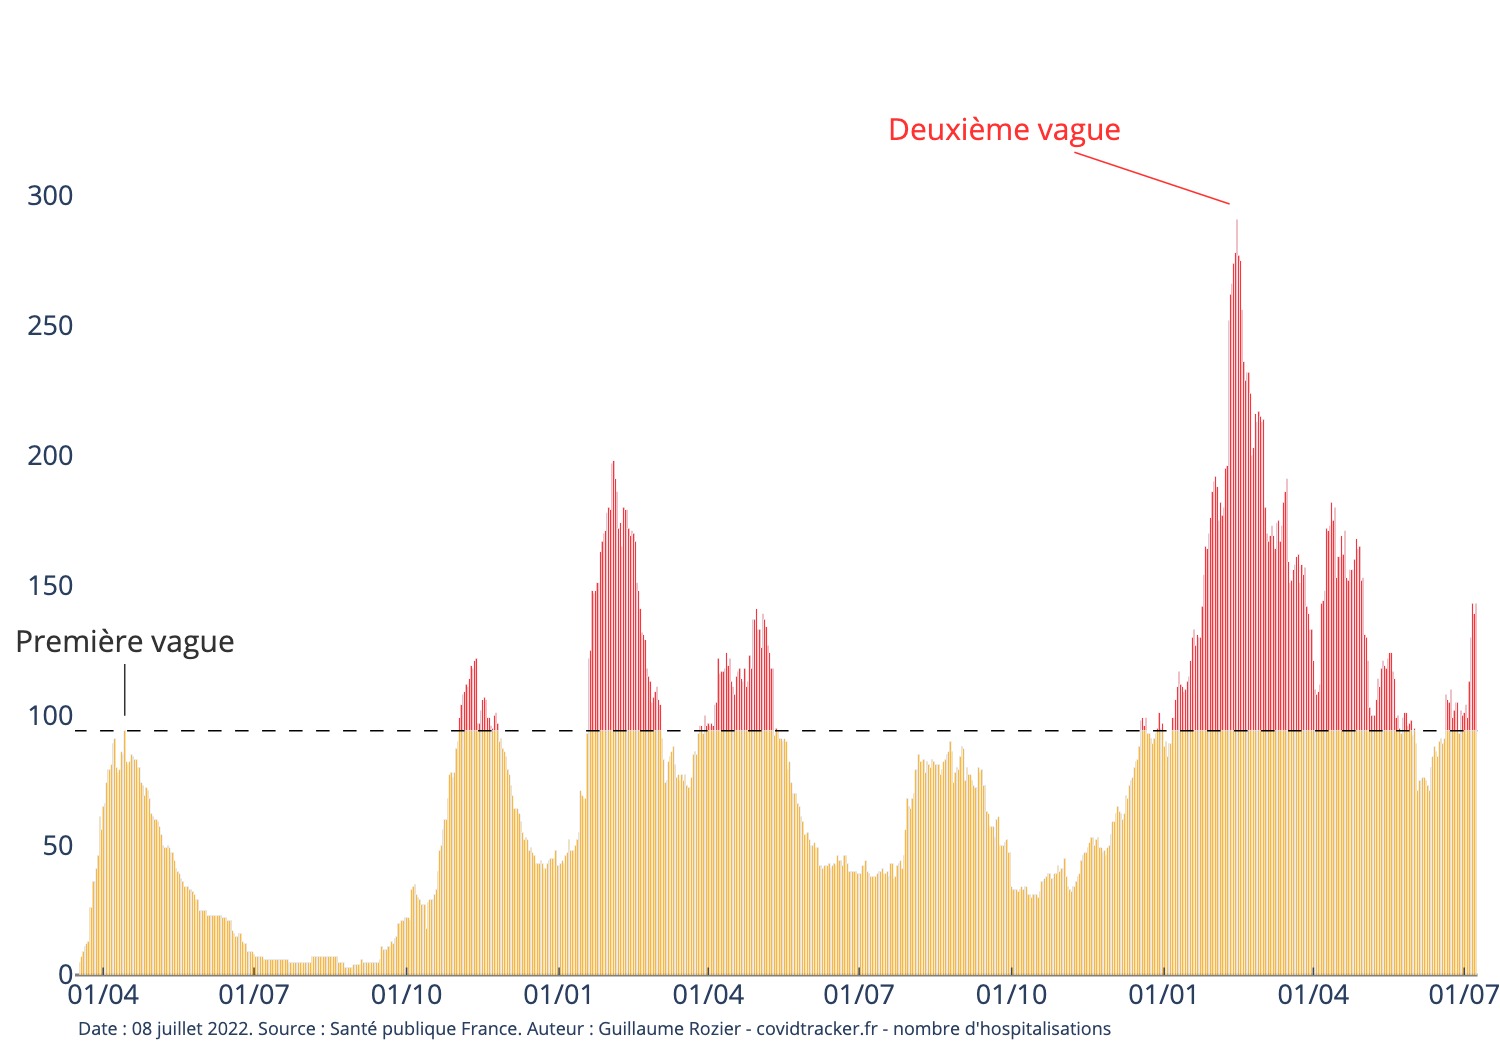 Deuxième vague
300
250
200
150
Première vague
100
50
0
01/04 01/07 01/10 01/01 01/04 01/07 01/10 01/01 01/04 01/07
Date : 08 juillet 2022. Source : Santé publique France. Auteur : Guillaume Rozier - covidtracker.fr - nombre d'hospitalisations